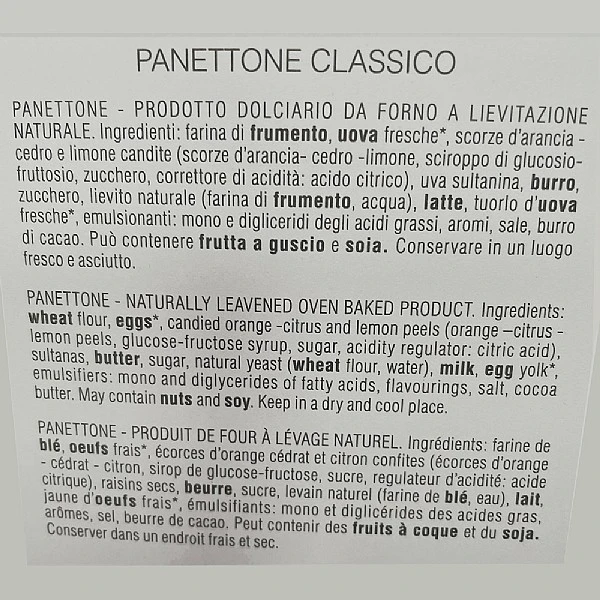 PANETTONE CLASSICO
PANETTONE - PRODOTTO DOLCIARIO DA FORNO A LIEVITAZIONE
NATURALE. Ingredienti: farina di frumento, uova fresche*, scorze d'arancia -
cedro e limone candite (scorze d'arancia- cedro -limone, sciroppo di glucosio-
fruttosio, zucchero, correttore di acidità: acido citrico), uva sultanina, burro,
zucchero, lievito naturale (farina di frumento, acqua), latte, tuorlo d'uova
fresche*, emulsionanti: mono e digliceridi degli acidi grassi, aromi, sale, burro
di cacao. Può contenere frutta a guscio e soia. Conservare in un luogo
fresco e asciutto.
PANETTONE - NATURALLY LEAVENED OVEN BAKED PRODUCT. Ingredients:
wheat flour, eggs*, candied orange -citrus and lemon peels (orange –citrus -
lemon peels, glucose-fructose syrup, sugar, acidity regulator: citric acid),
sultanas, butter, sugar, natural yeast (wheat flour, water), milk, egg yolk*,
emulsifiers: mono and diglycerides of fatty acids, flavourings, salt, cocoa
butter. May contain nuts and soy. Keep in a dry and cool place.
PANETTONE - PRODUIT DE FOUR À LÉVAGE NATUREL. Ingrédients: farine de
blé, oeufs frais*, écorces d'orange cédrat et citron confites (écorces d'orange
- cédrat - citron, sirop de glucose-fructose, sucre, regulateur d'acidité: acide
citrique), raisins secs, beurre, sucre, levain naturel (farine de blé, eau), lait,
jaune d'oeufs frais*, émulsifiants: mono et diglycérides des acides gras,
arômes, sel, beurre de cacao. Peut contenir des fruits à coque et du soja.
Conserver dans un endroit frais et sec.